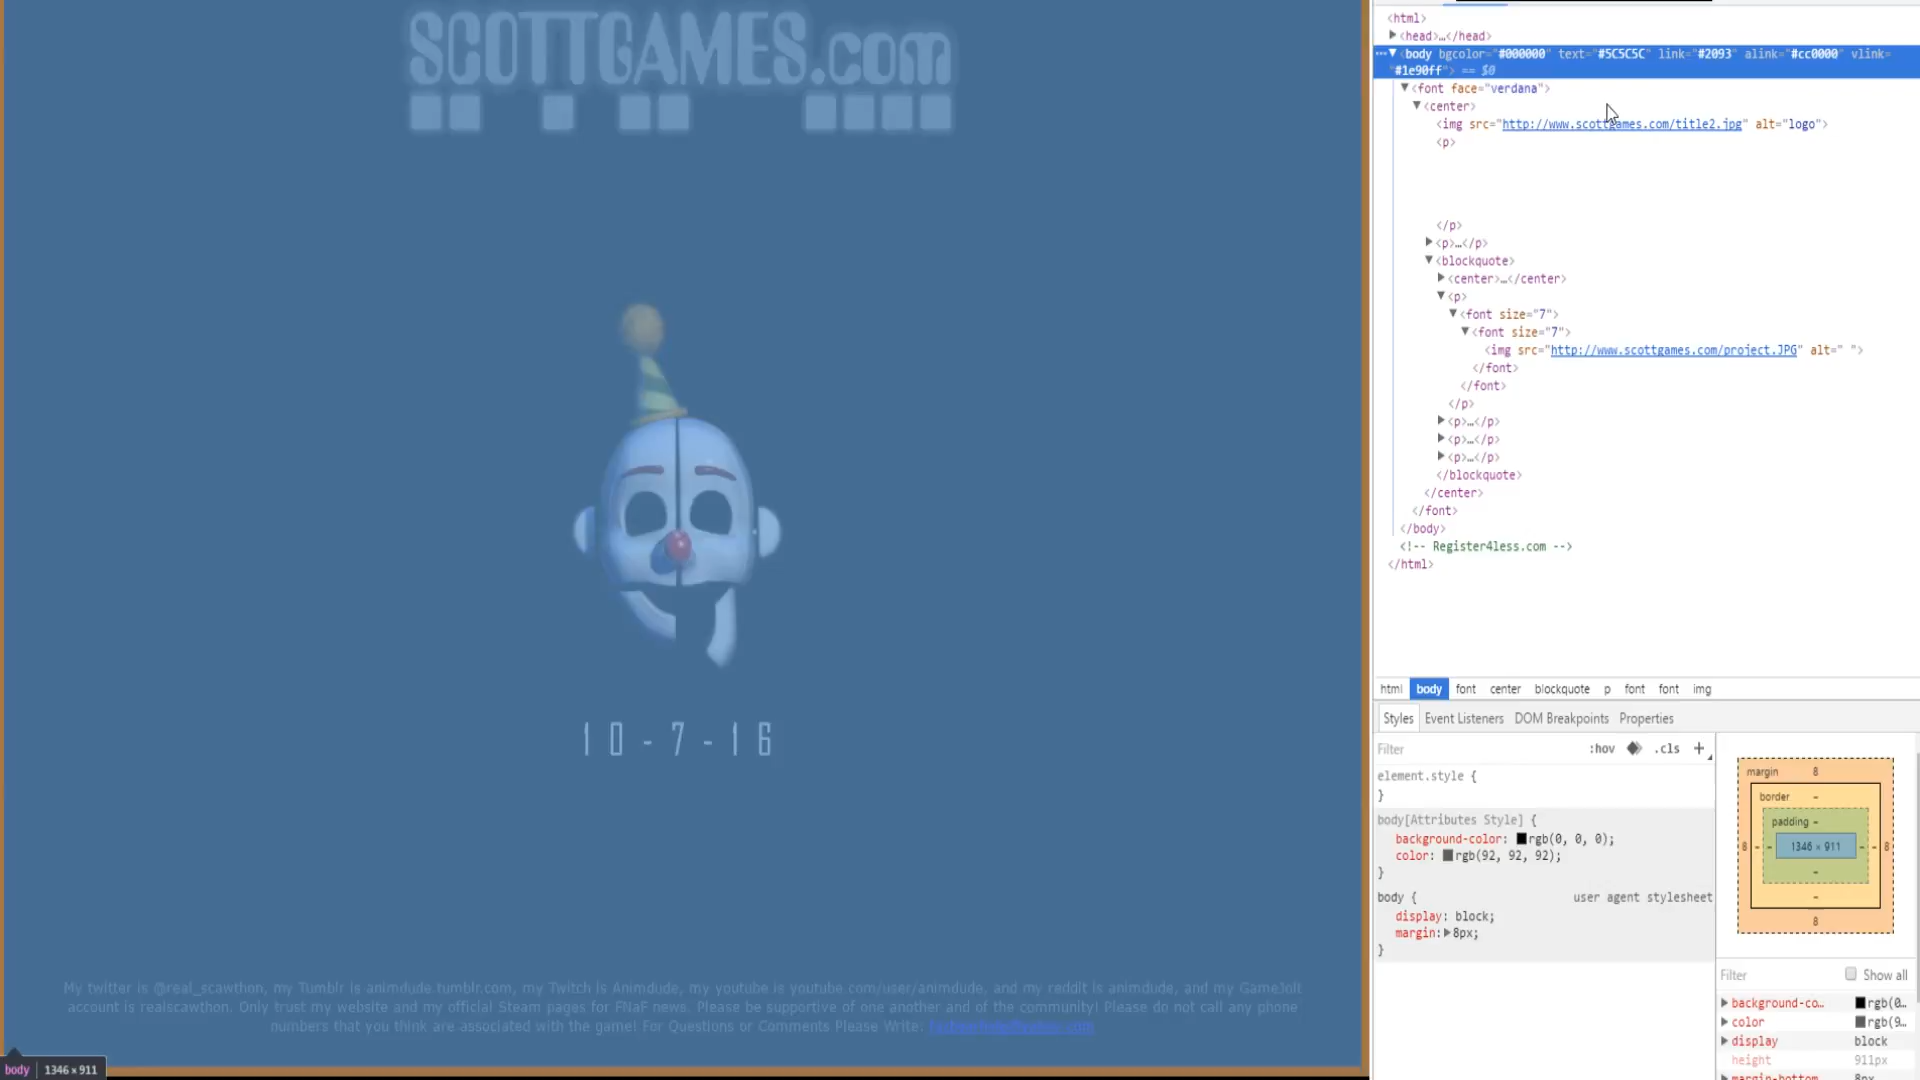 SCOTTGAMES.com
10-7-16
My twitter is @real_scawthon, my Tumblr is animdude.tumblr.com, my Twitch is Animdude, my youtube is youtube.com/user/animdude, and my reddit is animdude, and my GameJolt
account is realscawthon. Only trust my website and my official Steam pages for FNaF news. Please be supportive of one another and of the community! Please do not call any phone
numbers that you think are associated with the game! For Questions or Comments Please Write:
body 1346×911
<html>
<head>…</head>
<body bgcolor="#000000" text="#5C5C5C" link="#2093" alink="#cc0000" vlink=
"#1e90ff"> == $0
<font face="verdana">
<center>
<img src="http://www.scottgames.com/title2.jpg" alt="logo">
<p>
</p>
<p>…</p>
<blockquote>
<center>…</center>
<p>
<font size="7">
<font size="7">
<img src="http://www.scottgames.com/project.JPG" alt=" ">
</font>
</font>
</p>
<p>…</p>
<p>…</p>
<p>…</p>
</blockquote>
</center>
</font>
</body>
<!-- Register4less.com -->
</html>
html body font center blockquote p font font img
Styles Event Listeners DOM Breakpoints Properties
Filter :hov .cls +
element.style {
}
body[Attributes Style] {
background-color: rgb(0, 0, 0);
color: rgb(92, 92, 92);
}
body { user agent stylesheet
display: block;
margin: 8px;
}
margin 8
border -
padding -
8 - - 1346 × 911 - - 8
-
-
8
Filter Show all
background-co… rgb(0…
color rgb(9…
display block
height 911px
margin-bottom 8px